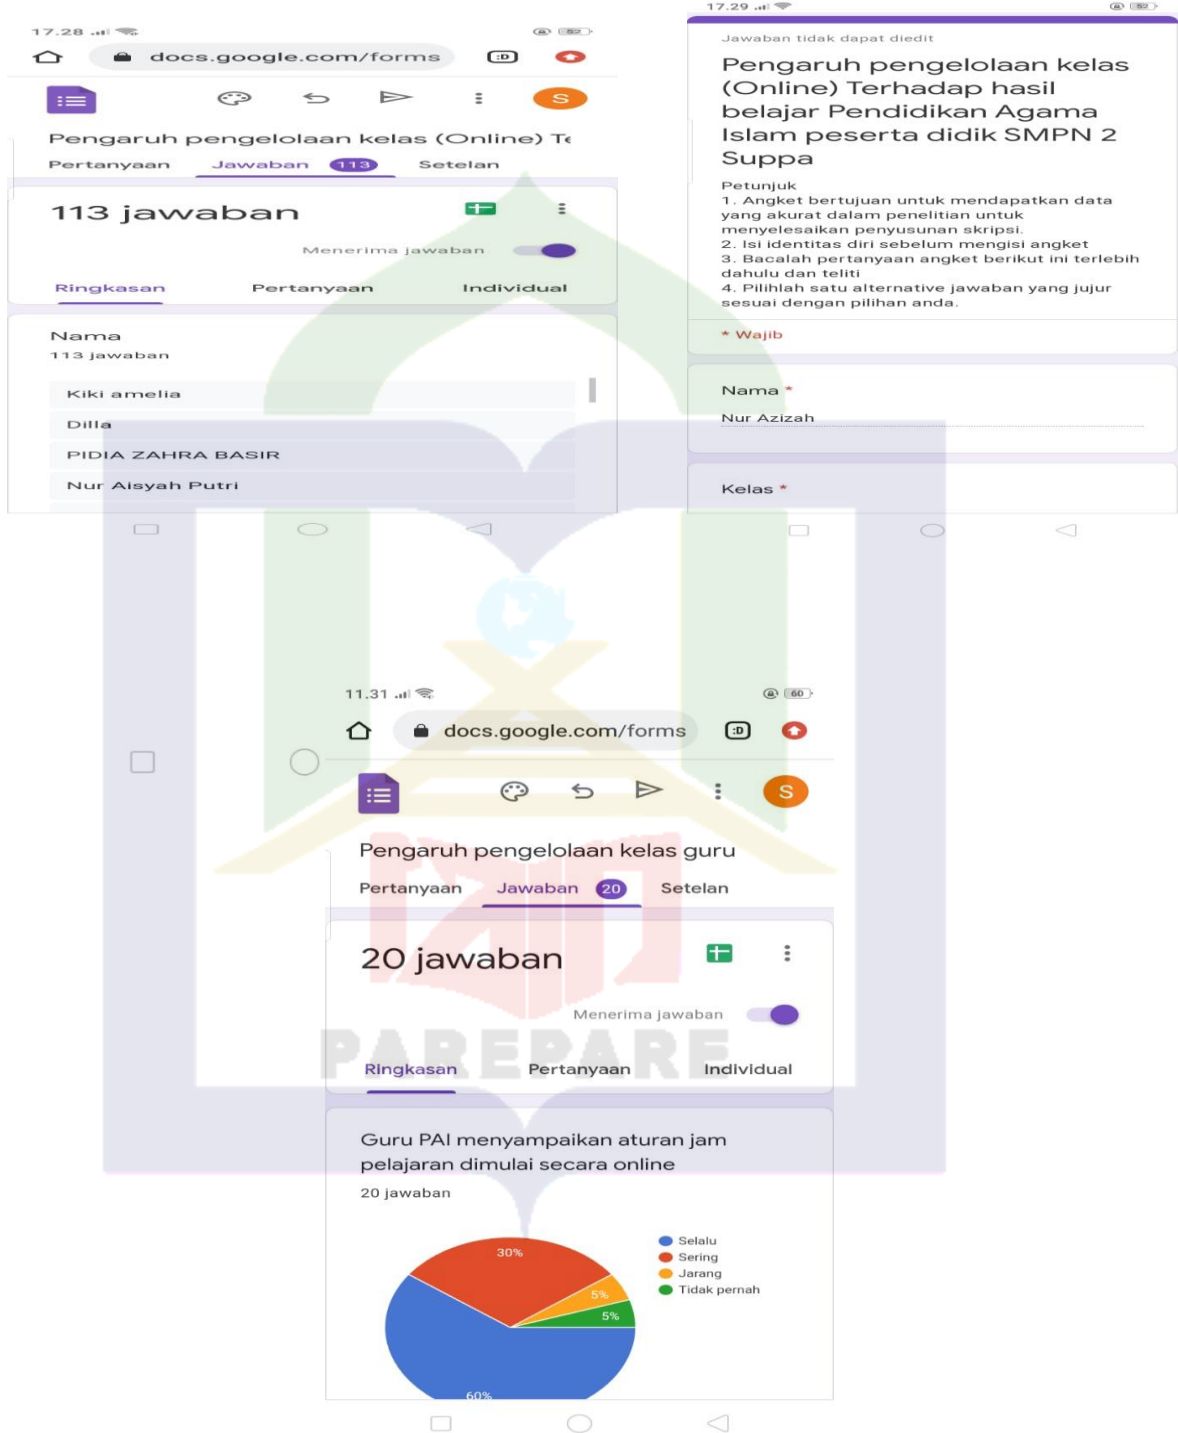 17.28
52
docs.google.com/forms
:D
S
Pengaruh pengelolaan kelas (Online) Te
Pertanyaan Jawaban 113 Setelan
113 jawaban
Menerima jawaban
Ringkasan Pertanyaan Individual
Nama
113 jawaban
Kiki amelia
Dilla
PIDIA ZAHRA BASIR
Nur Aisyah Putri
17.29
52
Jawaban tidak dapat diedit
Pengaruh pengelolaan kelas
(Online) Terhadap hasil
belajar Pendidikan Agama
Islam peserta didik SMPN 2
Suppa
Petunjuk
1. Angket bertujuan untuk mendapatkan data
yang akurat dalam penelitian untuk
menyelesaikan penyusunan skripsi.
2. Isi identitas diri sebelum mengisi angket
3. Bacalah pertanyaan angket berikut ini terlebih
dahulu dan teliti
4. Pilihlah satu alternative jawaban yang jujur
sesuai dengan pilihan anda.
* Wajib
Nama *
Nur Azizah
Kelas *
11.31
60
docs.google.com/forms
:D
S
Pengaruh pengelolaan kelas guru
Pertanyaan Jawaban 20 Setelan
20 jawaban
Menerima jawaban
PAREPARE
Ringkasan Pertanyaan Individual
Guru PAI menyampaikan aturan jam
pelajaran dimulai secara online
20 jawaban
30%
5%
5%
60%
Selalu
Sering
Jarang
Tidak pernah